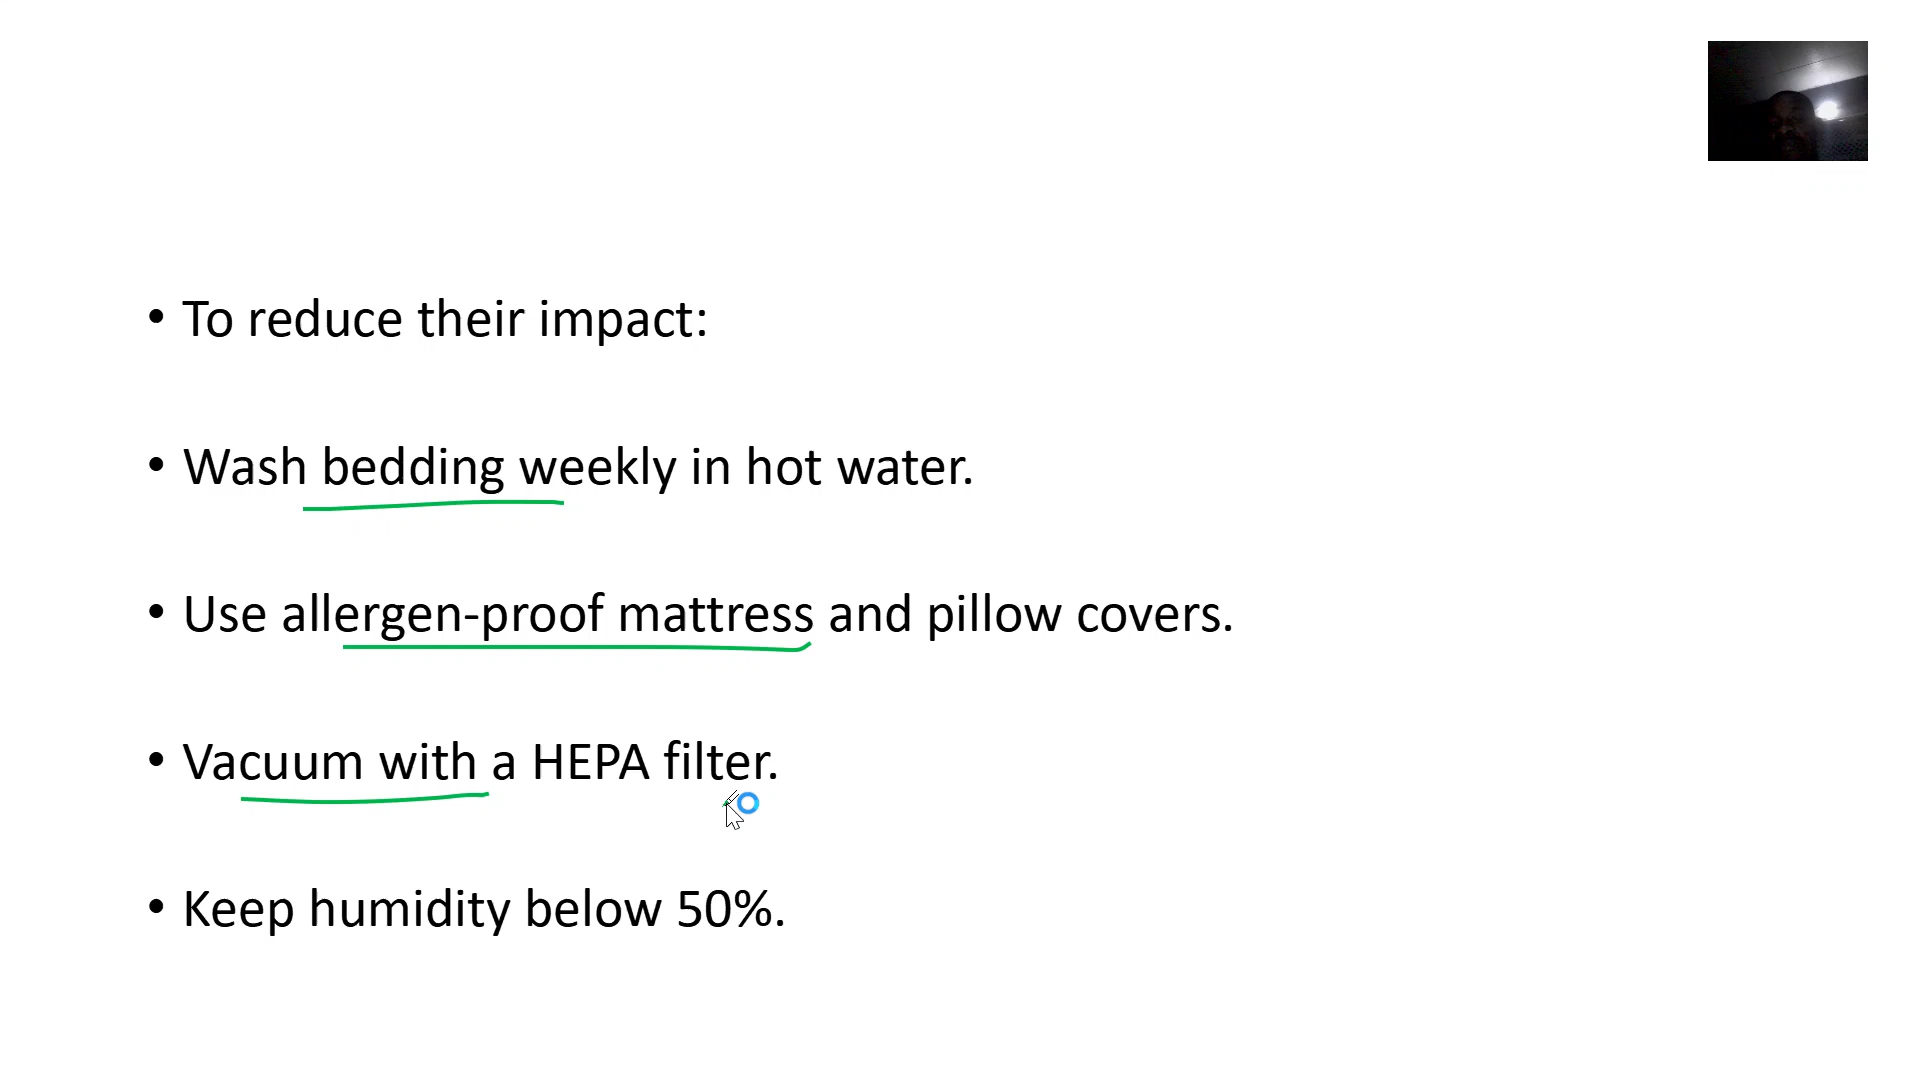 • To reduce their impact:
• Wash bedding weekly in hot water.
• Use allergen-proof mattress and pillow covers.
• Vacuum with a HEPA filter.
• Keep humidity below 50%.